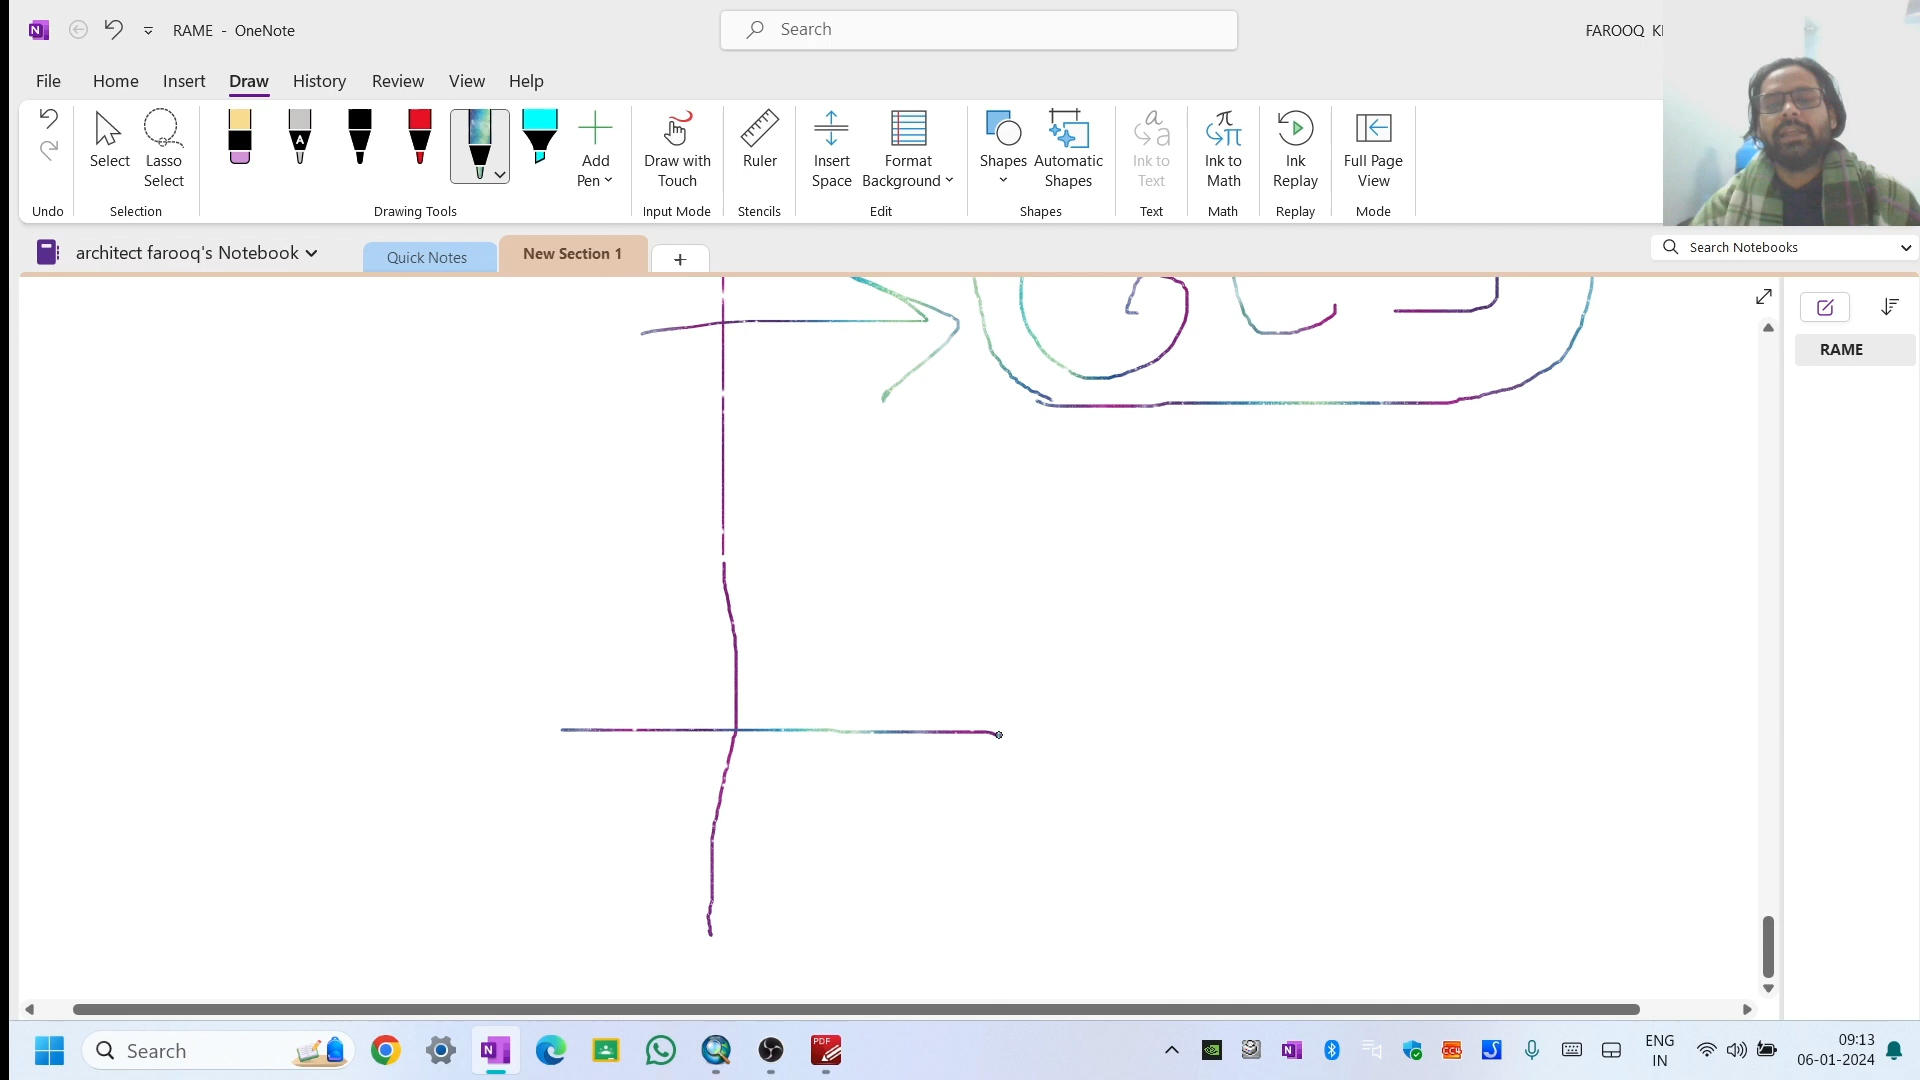 RAME - OneNote
Search
FAROOQ
File Home Insert Draw History Review View Help
A
Select
Lasso Select
Add Pen
Draw with Touch
Ruler
Insert Space
Format Background
Shapes
Automatic Shapes
Ink to Text
Ink to Math
Ink Replay
Full Page View
Undo Selection Drawing Tools Input Mode Stencils Edit Shapes Text Math Replay Mode
architect farooq's Notebook
Quick Notes
New Section 1
+
Search Notebooks
RAME
Search
PDF
ENG
IN
09:13
06-01-2024